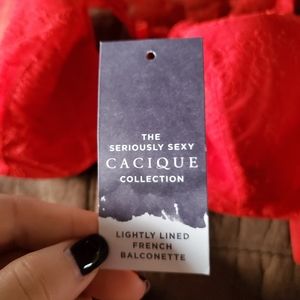 THE
SERIOUSLY SEXY
CACIQUE
COLLECTION
LIGHTLY LINED
FRENCH
BALCONETTE